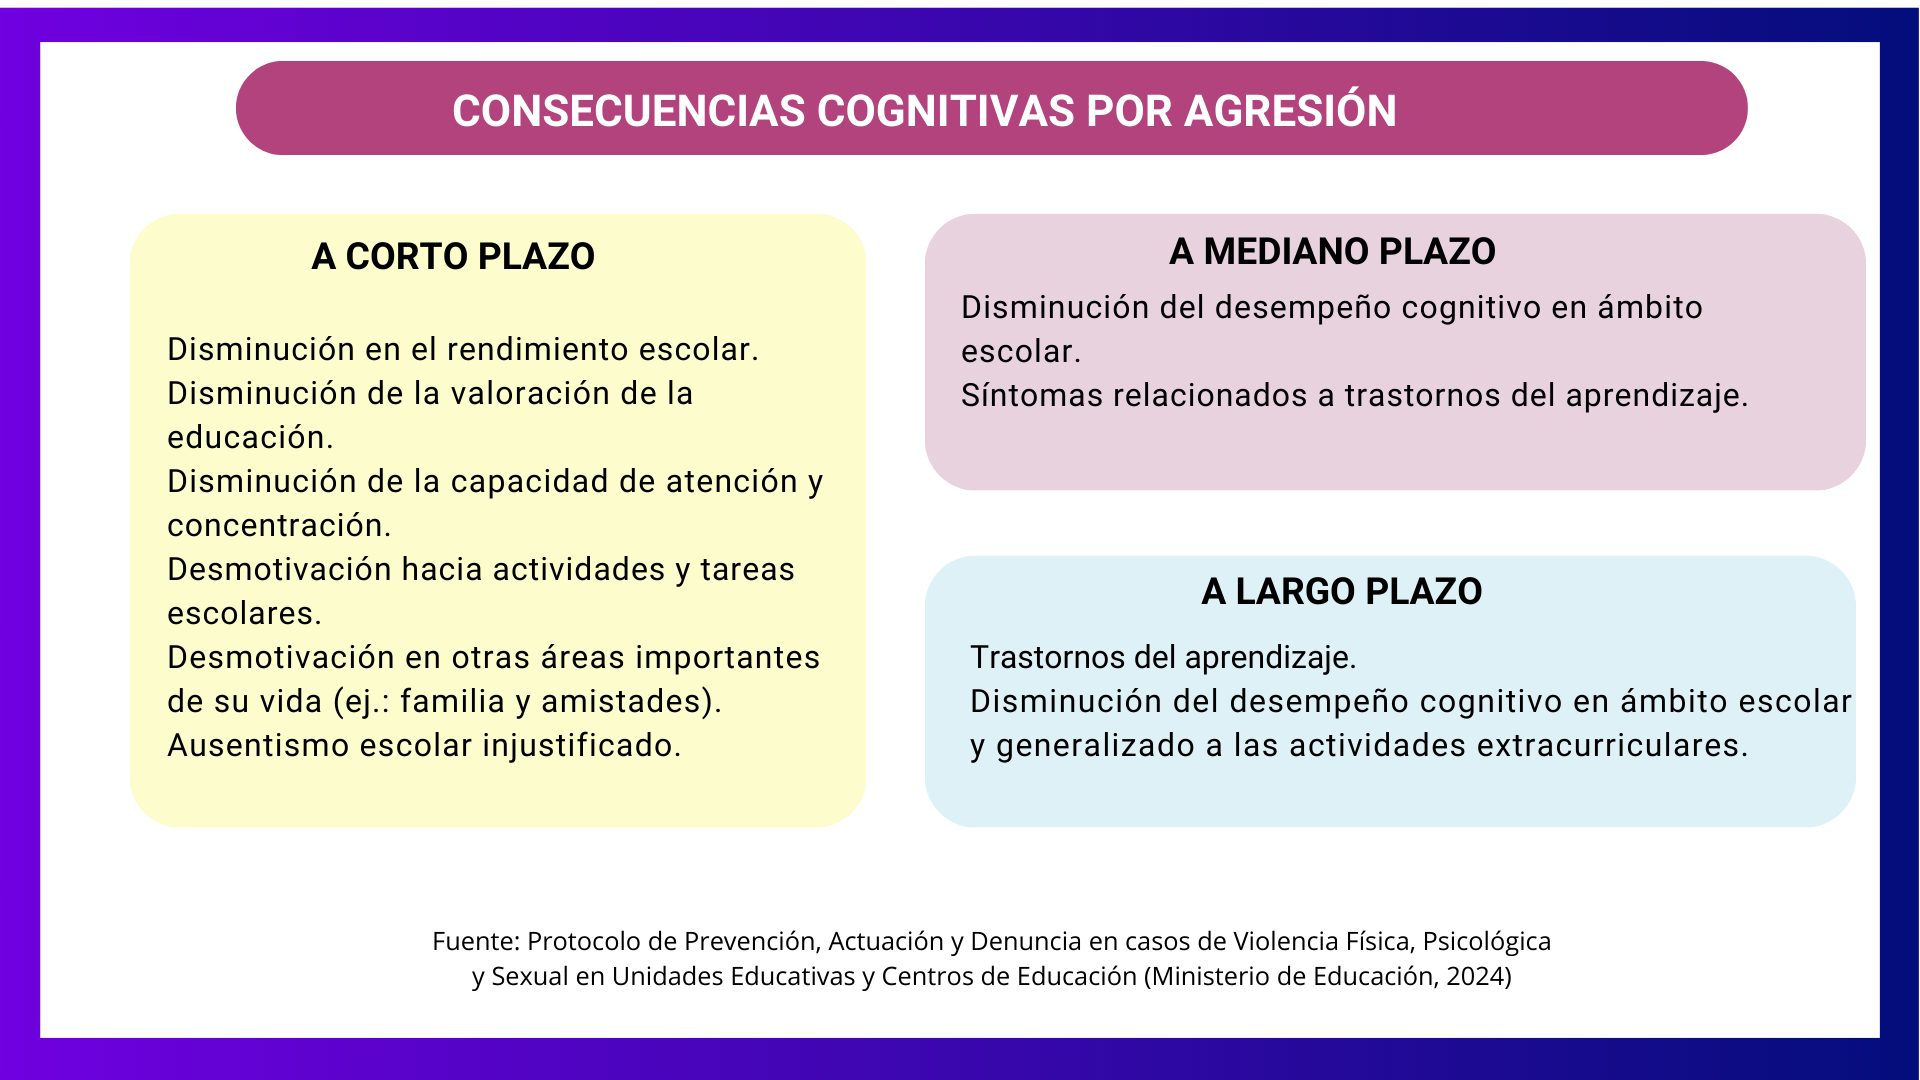 CONSECUENCIAS COGNITIVAS POR AGRESIÓN
A CORTO PLAZO
Disminución en el rendimiento escolar.
Disminución de la valoración de la
educación.
Disminución de la capacidad de atención y
concentración.
Desmotivación hacia actividades y tareas
escolares.
Desmotivación en otras áreas importantes
de su vida (ej.: familia y amistades).
Ausentismo escolar injustificado.
A MEDIANO PLAZO
Disminución del desempeño cognitivo en ámbito
escolar.
Síntomas relacionados a trastornos del aprendizaje.
A LARGO PLAZO
Trastornos del aprendizaje.
Disminución del desempeño cognitivo en ámbito escolar
y generalizado a las actividades extracurriculares.
Fuente: Protocolo de Prevención, Actuación y Denuncia en casos de Violencia Física, Psicológica
y Sexual en Unidades Educativas y Centros de Educación (Ministerio de Educación, 2024)